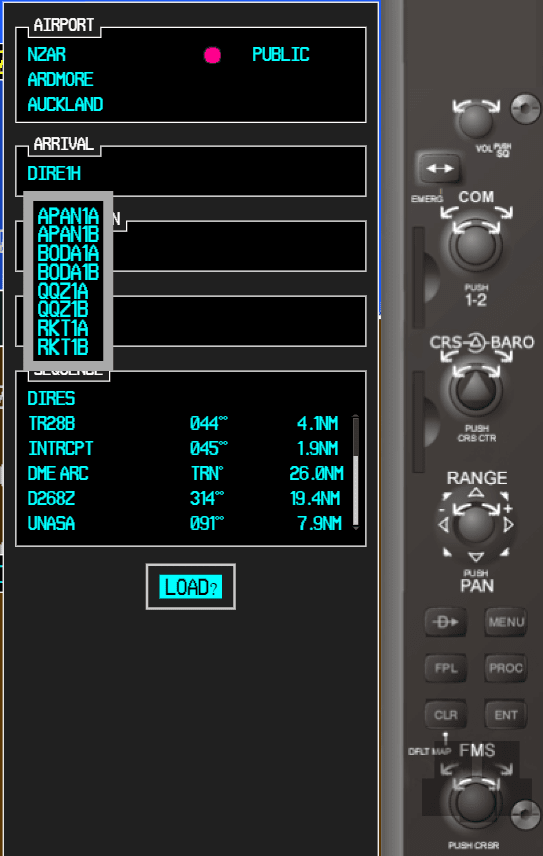 AIRPORT
NZAR PUBLIC
ARDMORE
AUCKLAND
ARRIVAL
DIRE1H
N
APAN1A
APAN1B
BODA1A
BODA1B
QQZ1A
QQZ1B
RKT1A
RKT1B
SEQUENCE
DIRES
TR28B 044°° 4.1NM
INTRCPT 045°° 1.9NM
DME ARC TRN° 26.0NM
D268Z 314°° 19.4NM
UNASA 091°° 7.9NM
LOAD?
VOL PUSH SQ
EMERG
COM
PUSH
1-2
CRS BARO
PUSH
CRS CTR
RANGE
- +
PUSH
PAN
D MENU
FPL PROC
CLR ENT
DFLT MAP FMS
PUSH CRSR